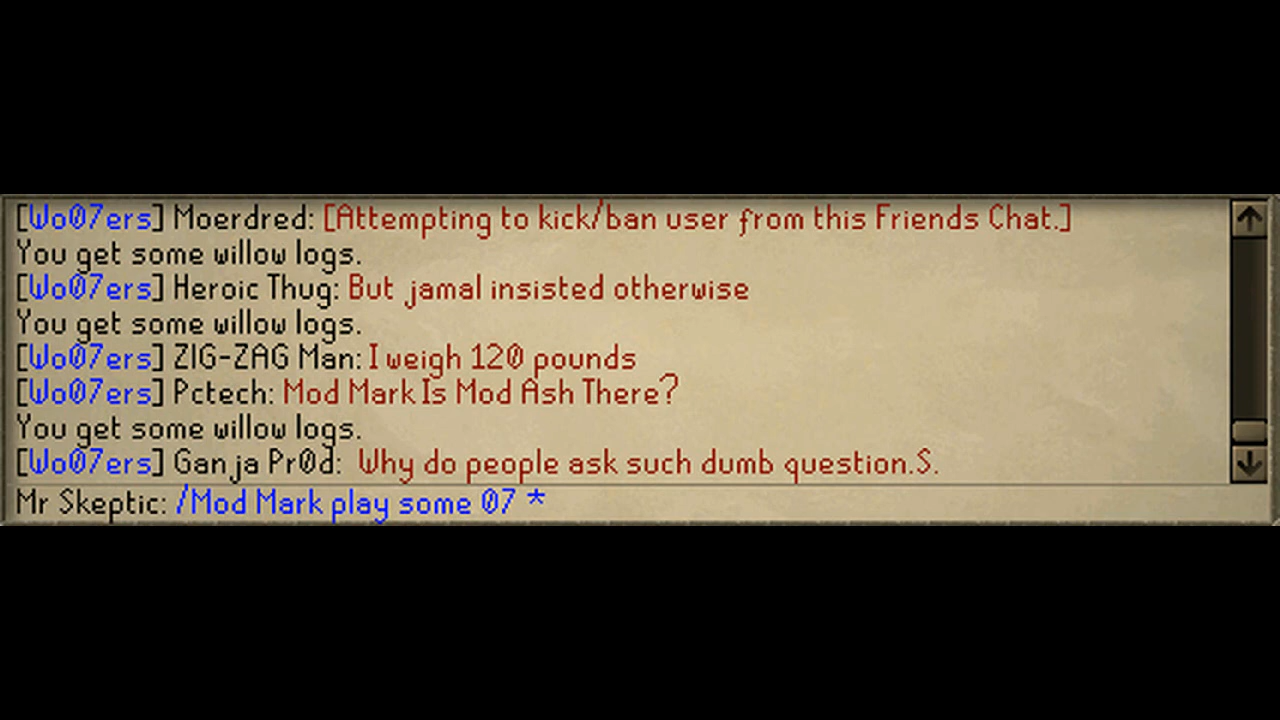 [Wo07ers] Moerdred: [Attempting to kick/ban user from this Friends Chat.]
You get some willow logs.
[Wo07ers] Heroic Thug: But jamal insisted otherwise
You get some willow logs.
[Wo07ers] ZIG-ZAG Man: I weigh 120 pounds
[Wo07ers] Pctech: Mod Mark Is Mod Ash There?
You get some willow logs.
[Wo07ers] Ganja Pr0d: Why do people ask such dumb question.S.
Mr Skeptic: /Mod Mark play some 07 *